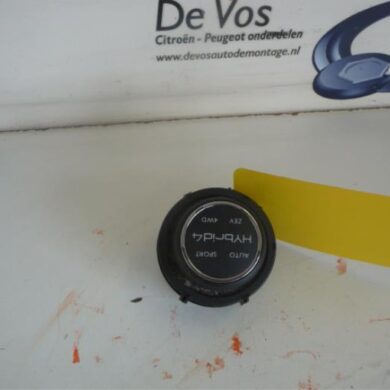 De Vos
Citroën - Peugeot onderdelen
www.devosautodemontage.nl
AUTO SPORT
HYbrid4
ZEV 4WD